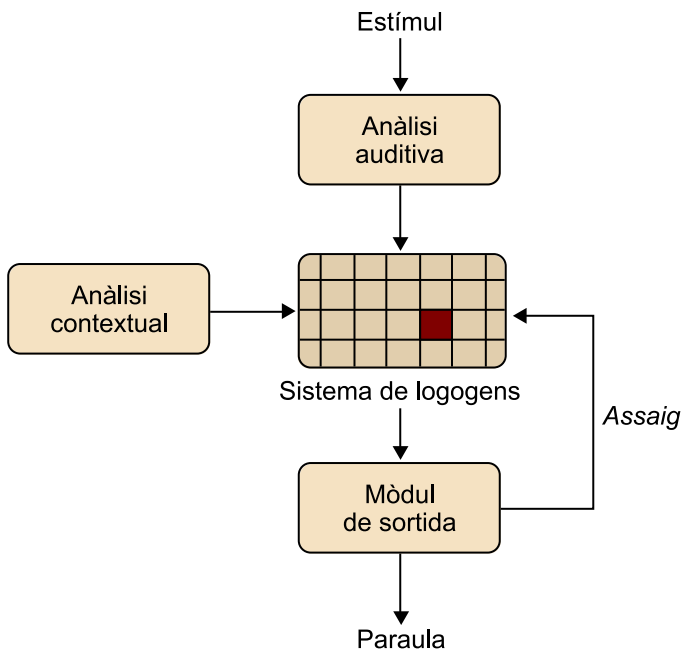 Estímul
Anàlisi
auditiva
Anàlisi
contextual
Sistema de logogens
Assaig
Mòdul
de sortida
Paraula